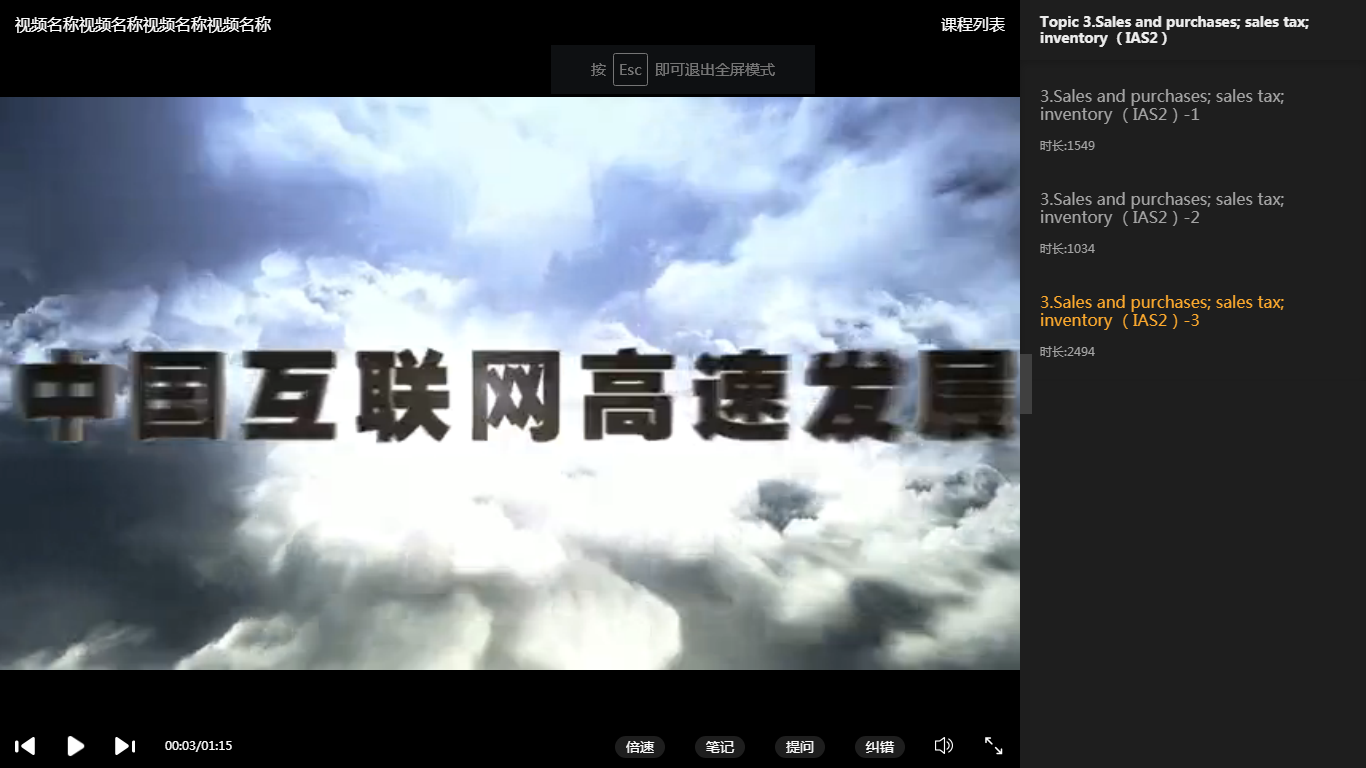 视频名称视频名称视频名称视频名称
课程列表
按 Esc 即可退出全屏模式
中国互联网高速发展
00:03/01:15
倍速
笔记
提问
纠错
Topic 3.Sales and purchases; sales tax;
inventory（IAS2）
3.Sales and purchases; sales tax;
inventory（IAS2）-1
时长:1549
3.Sales and purchases; sales tax;
inventory（IAS2）-2
时长:1034
3.Sales and purchases; sales tax;
inventory（IAS2）-3
时长:2494